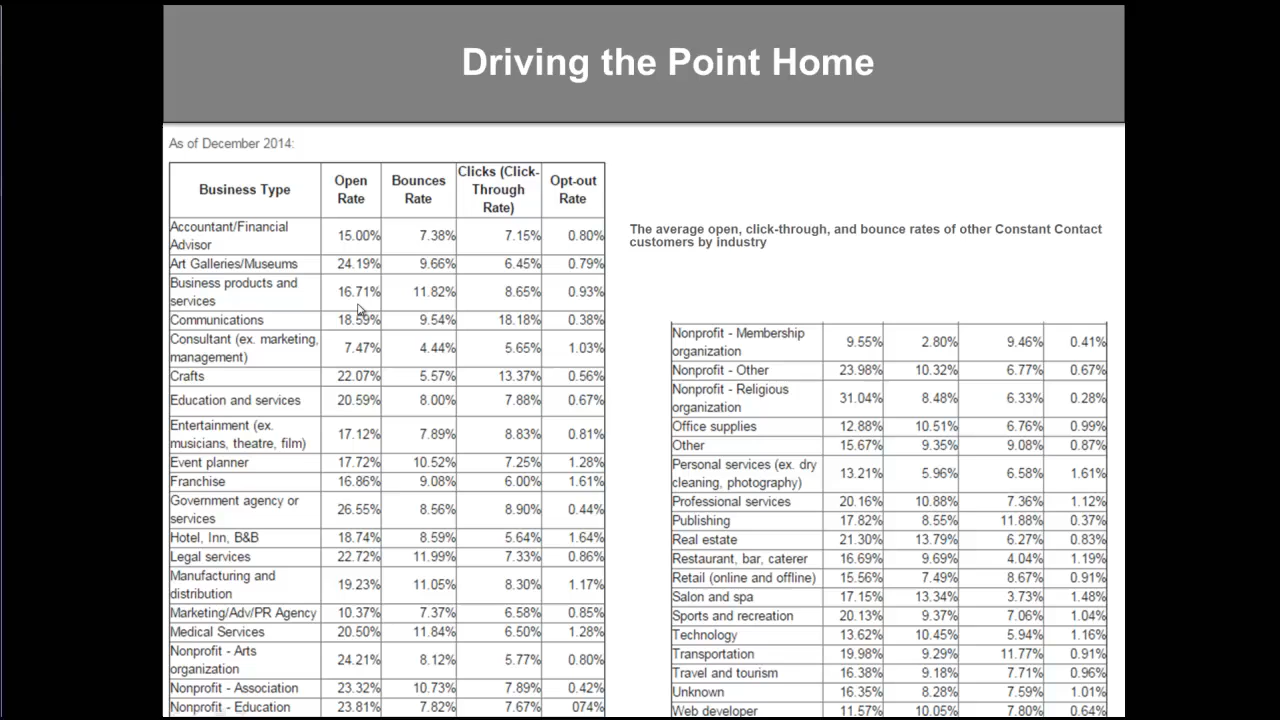 Driving the Point Home
As of December 2014:
Business Type Open Rate Bounces Rate Clicks (Click-Through Rate) Opt-out Rate
Accountant/Financial Advisor 15.00% 7.38% 7.15% 0.80%
Art Galleries/Museums 24.19% 9.66% 6.45% 0.79%
Business products and services 16.71% 11.82% 8.65% 0.93%
Communications 18.59% 9.54% 18.18% 0.38%
Consultant (ex. marketing, management) 7.47% 4.44% 5.65% 1.03%
Crafts 22.07% 5.57% 13.37% 0.56%
Education and services 20.59% 8.00% 7.88% 0.67%
Entertainment (ex. musicians, theatre, film) 17.12% 7.89% 8.83% 0.81%
Event planner 17.72% 10.52% 7.25% 1.28%
Franchise 16.86% 9.08% 6.00% 1.61%
Government agency or services 26.55% 8.56% 8.90% 0.44%
Hotel, Inn, B&B 18.74% 8.59% 5.64% 1.64%
Legal services 22.72% 11.99% 7.33% 0.86%
Manufacturing and distribution 19.23% 11.05% 8.30% 1.17%
Marketing/Adv/PR Agency 10.37% 7.37% 6.58% 0.85%
Medical Services 20.50% 11.84% 6.50% 1.28%
Nonprofit - Arts organization 24.21% 8.12% 5.77% 0.80%
Nonprofit - Association 23.32% 10.73% 7.89% 0.42%
Nonprofit - Education 23.81% 7.82% 7.67% 074%
The average open, click-through, and bounce rates of other Constant Contact
customers by industry
Nonprofit - Membership organization 9.55% 2.80% 9.46% 0.41%
Nonprofit - Other 23.98% 10.32% 6.77% 0.67%
Nonprofit - Religious organization 31.04% 8.48% 6.33% 0.28%
Office supplies 12.88% 10.51% 6.76% 0.99%
Other 15.67% 9.35% 9.08% 0.87%
Personal services (ex. dry cleaning, photography) 13.21% 5.96% 6.58% 1.61%
Professional services 20.16% 10.88% 7.36% 1.12%
Publishing 17.82% 8.55% 11.88% 0.37%
Real estate 21.30% 13.79% 6.27% 0.83%
Restaurant, bar, caterer 16.69% 9.69% 4.04% 1.19%
Retail (online and offline) 15.56% 7.49% 8.67% 0.91%
Salon and spa 17.15% 13.34% 3.73% 1.48%
Sports and recreation 20.13% 9.37% 7.06% 1.04%
Technology 13.62% 10.45% 5.94% 1.16%
Transportation 19.98% 9.29% 11.77% 0.91%
Travel and tourism 16.38% 9.18% 7.71% 0.96%
Unknown 16.35% 8.28% 7.59% 1.01%
Web developer 11.57% 10.05% 7.80% 0.64%